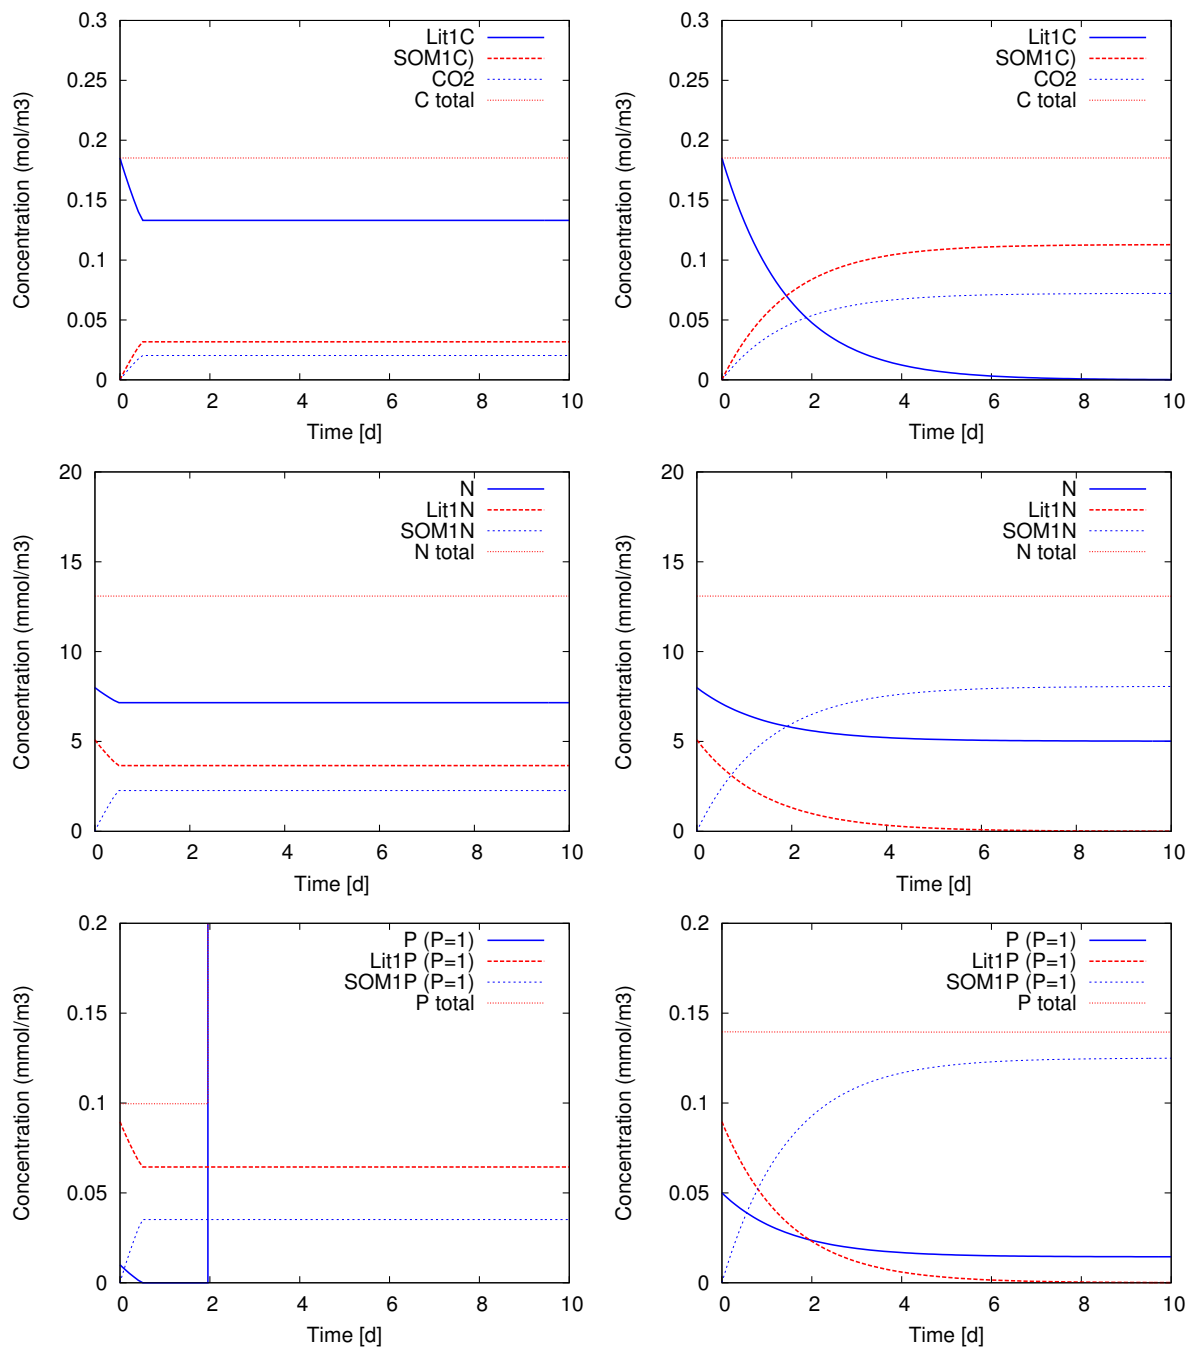 0.3
0.25
0.2
0.15
0.1
0.05
0
Concentration (mol/m3)
Lit1C
SOM1C)
CO2
C total
0 2 4 6 8 10
Time [d]
0.3
0.25
0.2
0.15
0.1
0.05
0
Concentration (mol/m3)
Lit1C
SOM1C)
CO2
C total
0 2 4 6 8 10
Time [d]
20
15
10
5
0
Concentration (mmol/m3)
N
Lit1N
SOM1N
N total
0 2 4 6 8 10
Time [d]
20
15
10
5
0
Concentration (mmol/m3)
N
Lit1N
SOM1N
N total
0 2 4 6 8 10
Time [d]
0.2
0.15
0.1
0.05
0
Concentration (mmol/m3)
P (P=1)
Lit1P (P=1)
SOM1P (P=1)
P total
0 2 4 6 8 10
Time [d]
0.2
0.15
0.1
0.05
0
Concentration (mmol/m3)
P (P=1)
Lit1P (P=1)
SOM1P (P=1)
P total
0 2 4 6 8 10
Time [d]